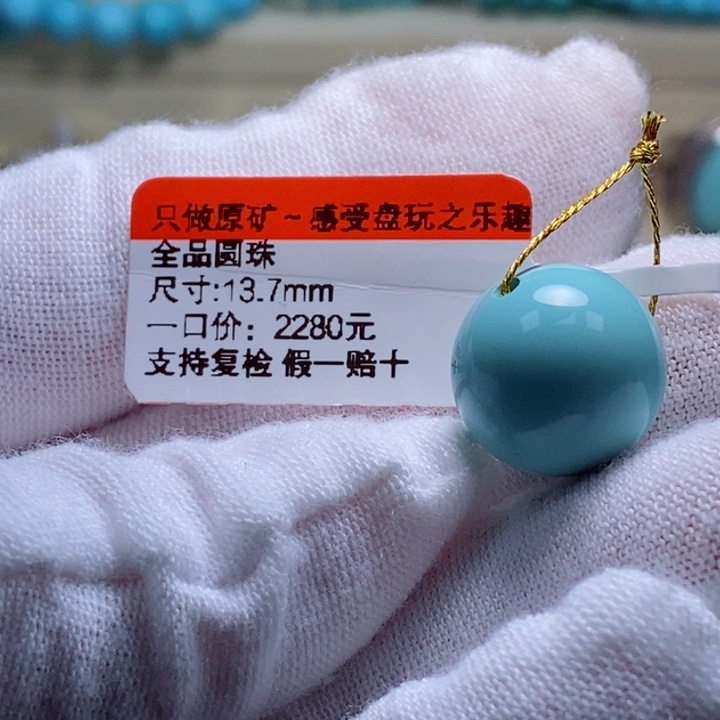 只做原矿~感受盘玩之乐趣
全品圆珠
尺寸:13.7mm
一口价：2280元
支持复检 假一赔十